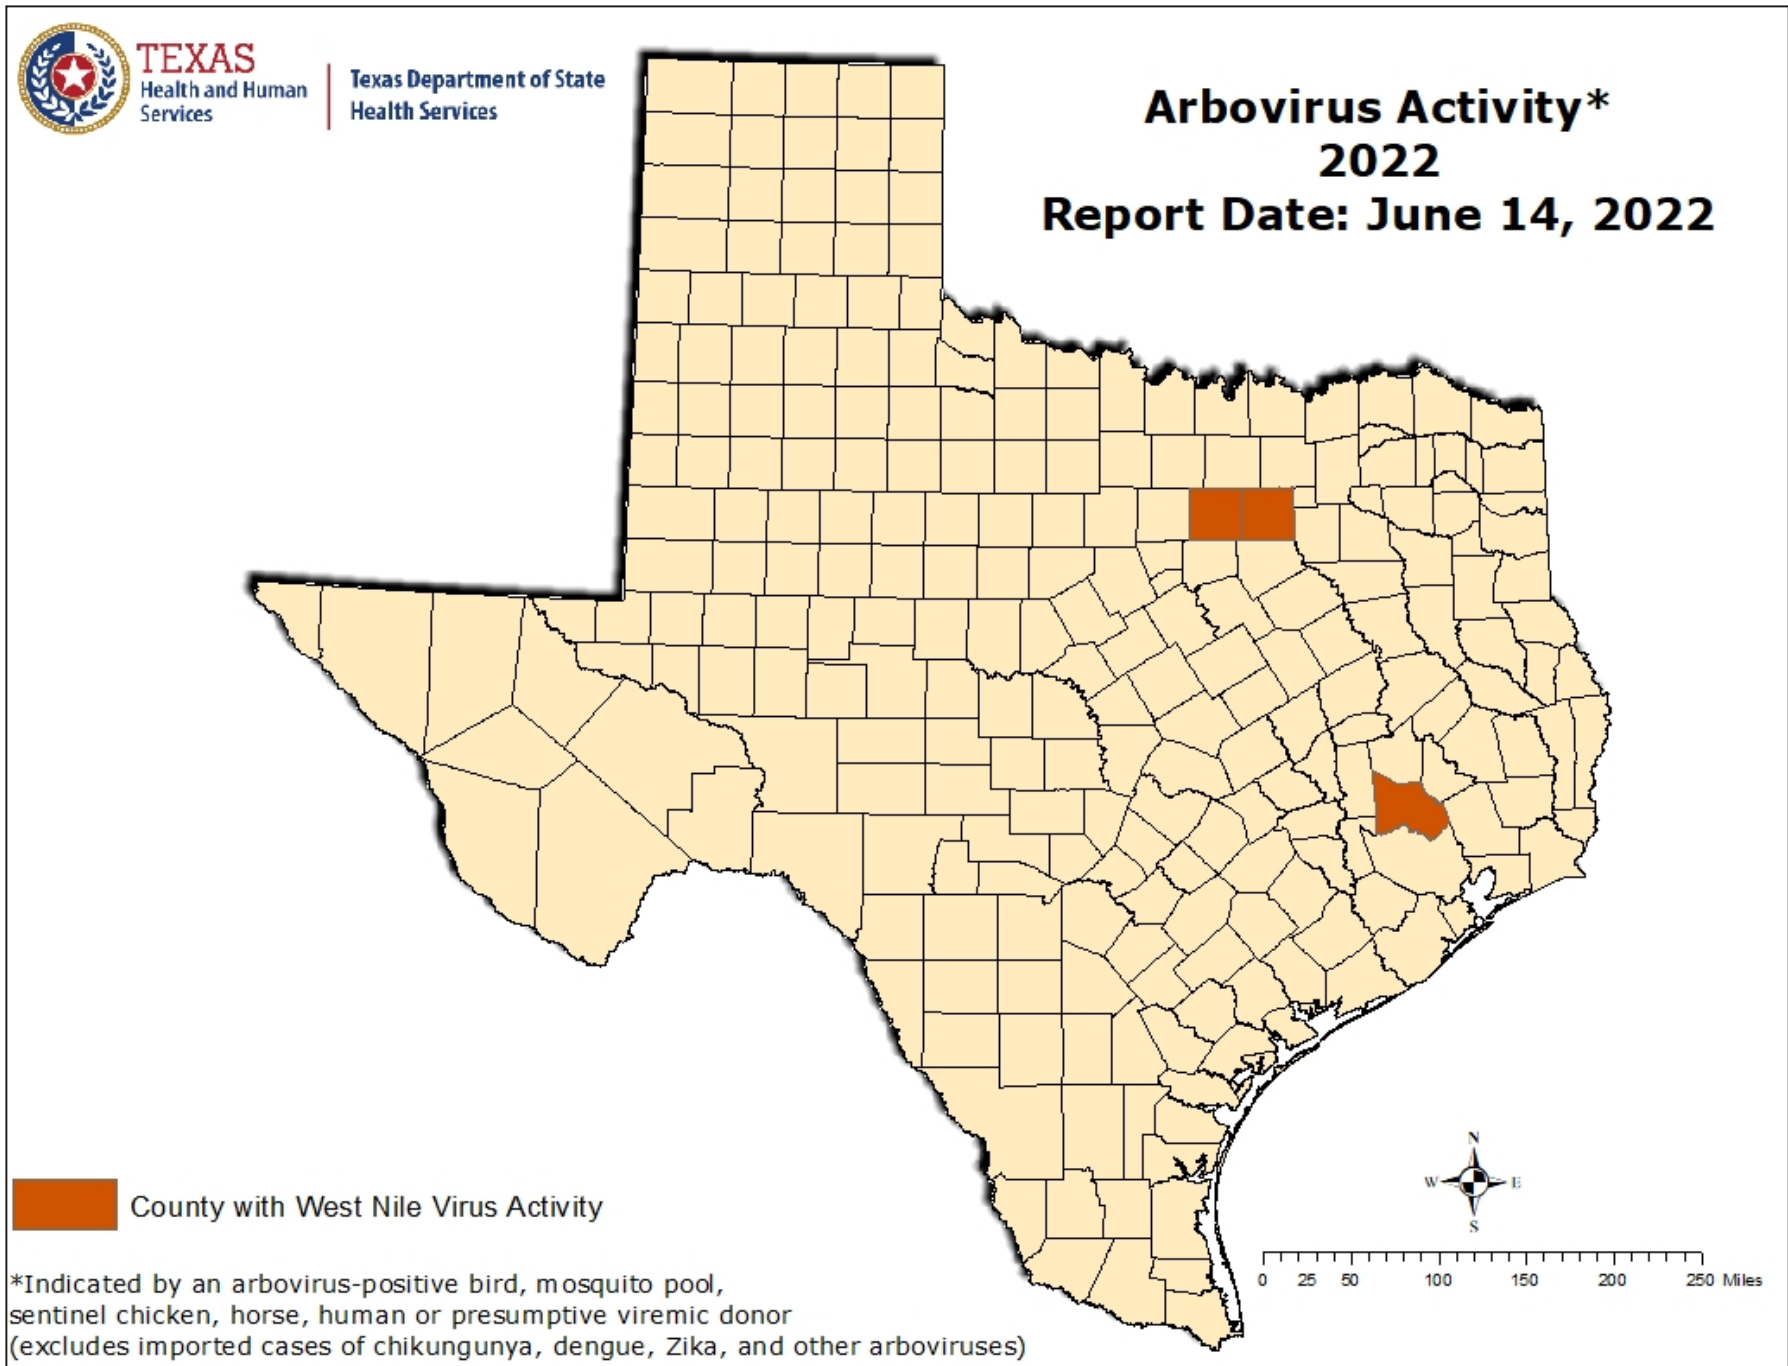 TEXAS
Health and Human
Services
Texas Department of State
Health Services
Arbovirus Activity*
2022
Report Date: June 14, 2022
N
W E
S
0 25 50 100 150 200 250 Miles
County with West Nile Virus Activity
*Indicated by an arbovirus-positive bird, mosquito pool,
sentinel chicken, horse, human or presumptive viremic donor
(excludes imported cases of chikungunya, dengue, Zika, and other arboviruses)